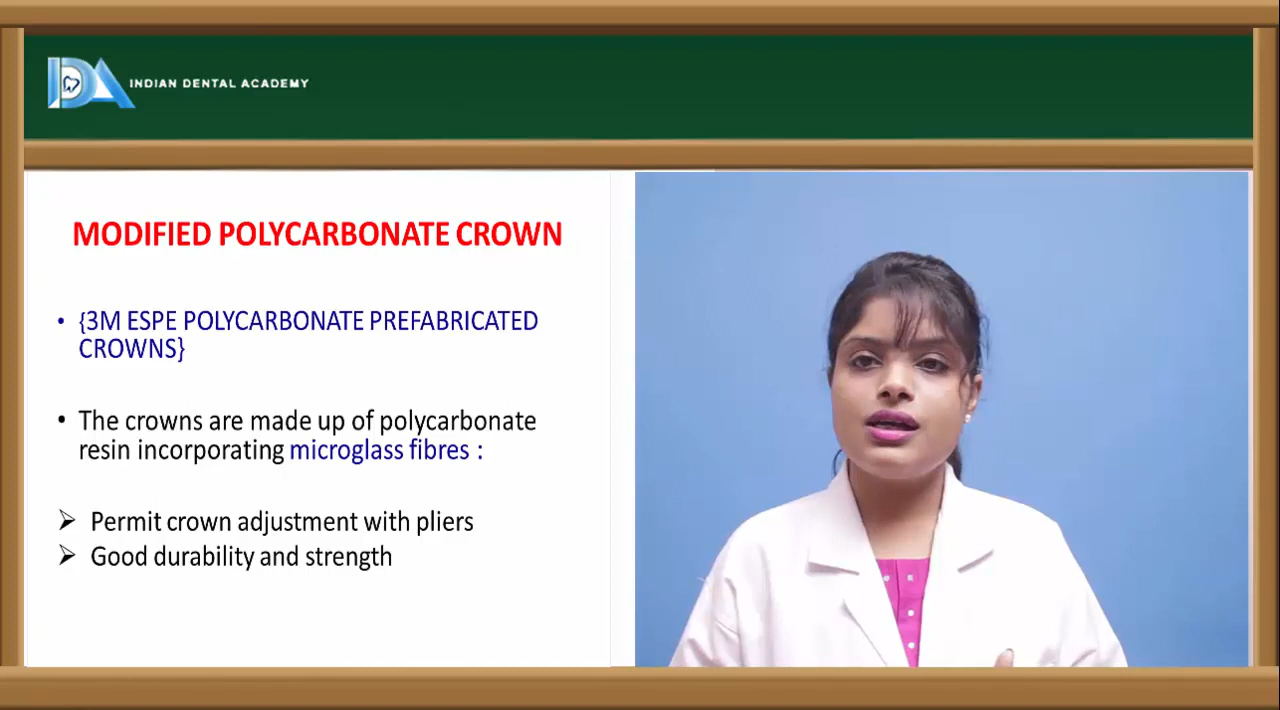 IDA INDIAN DENTAL ACADEMY
MODIFIED POLYCARBONATE CROWN
• {3M ESPE POLYCARBONATE PREFABRICATED
CROWNS}
• The crowns are made up of polycarbonate
resin incorporating microglass fibres :
➢ Permit crown adjustment with pliers
➢ Good durability and strength